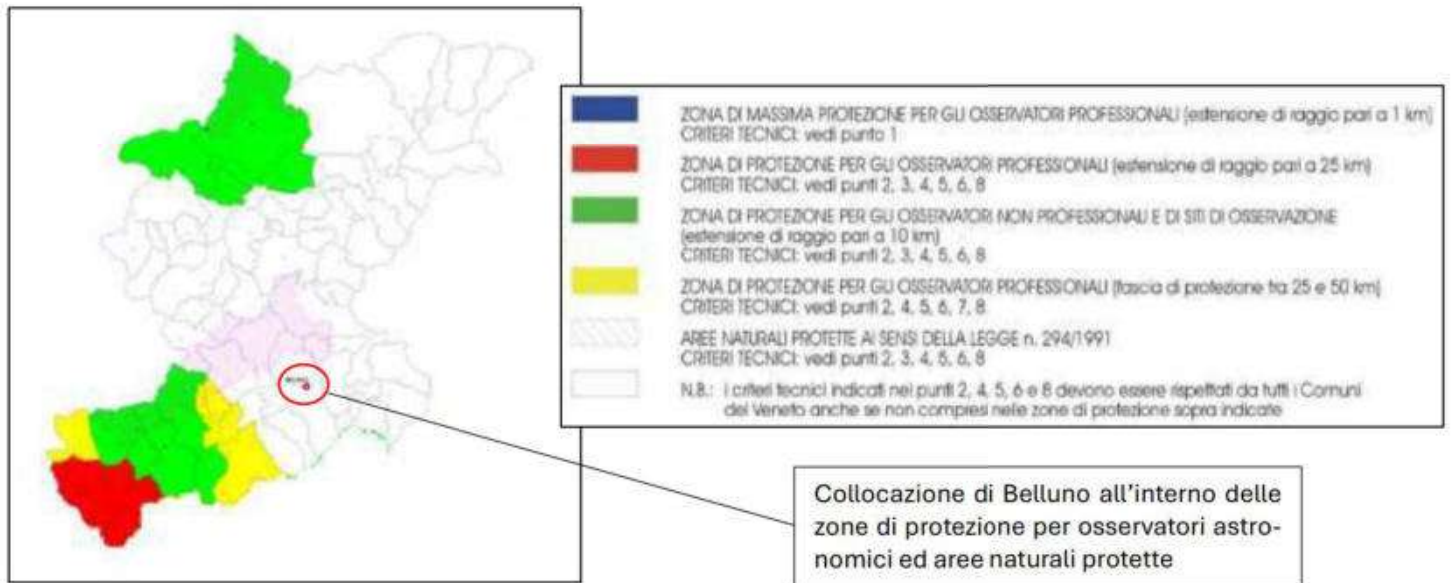 ZONA DI MASSIMA PROTEZIONE PER GLI OSSERVATORI PROFESSIONALI (estensione di raggio pari a 1 km)
CRITERI TECNICI: vedi punto 1
ZONA DI PROTEZIONE PER GLI OSSERVATORI PROFESSIONALI (estensione di raggio pari a 25 km)
CRITERI TECNICI: vedi punti 2, 3, 4, 5, 6, 8
ZONA DI PROTEZIONE PER GLI OSSERVATORI NON PROFESSIONALI E DI SITI DI OSSERVAZIONE
(estensione di raggio pari a 10 km)
CRITERI TECNICI: vedi punti 2, 3, 4, 5, 6, 8
ZONA DI PROTEZIONE PER GLI OSSERVATORI PROFESSIONALI (fascia di protezione tra 25 e 50 km)
CRITERI TECNICI: vedi punti 2, 4, 5, 6, 7, 8
AREE NATURALI PROTETTE AI SENSI DELLA LEGGE n. 294/1991
CRITERI TECNICI: vedi punti 2, 3, 4, 5, 6, 8
N.B.: i criteri tecnici indicati nei punti 2, 4, 5, 6 e 8 devono essere rispettati da tutti i Comuni
del Veneto anche se non compresi nelle zone di protezione sopra indicate
Collocazione di Belluno all'interno delle
zone di protezione per osservatori astro-
nomici ed aree naturali protette